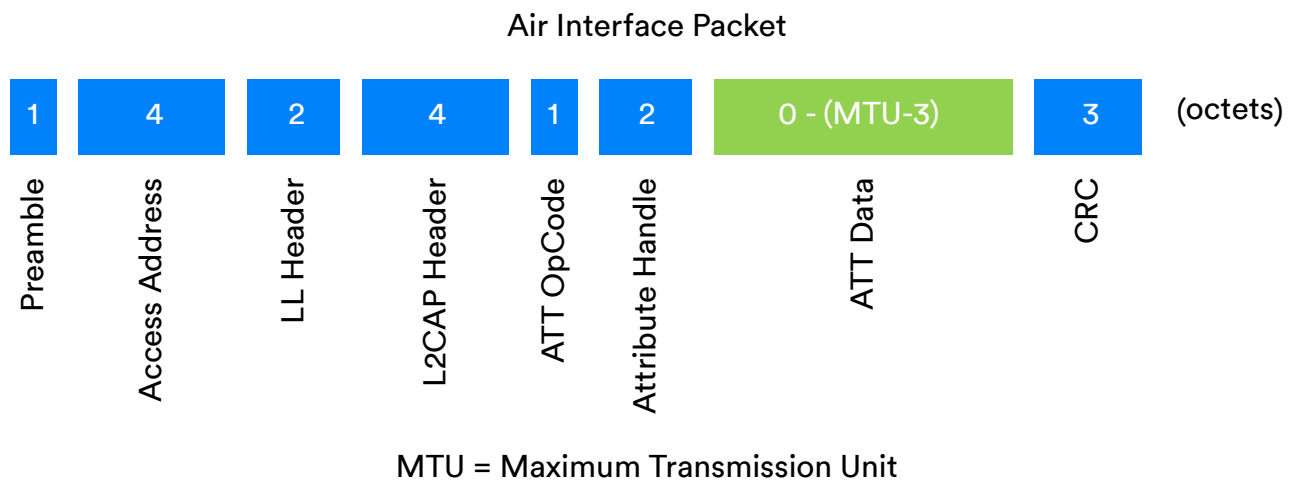 Air Interface Packet
1 4 2 4 1 2 0 - (MTU-3) 3 (octets)
Preamble
Access Address
LL Header
L2CAP Header
ATT OpCode
Attribute Handle
ATT Data
CRC
MTU = Maximum Transmission Unit